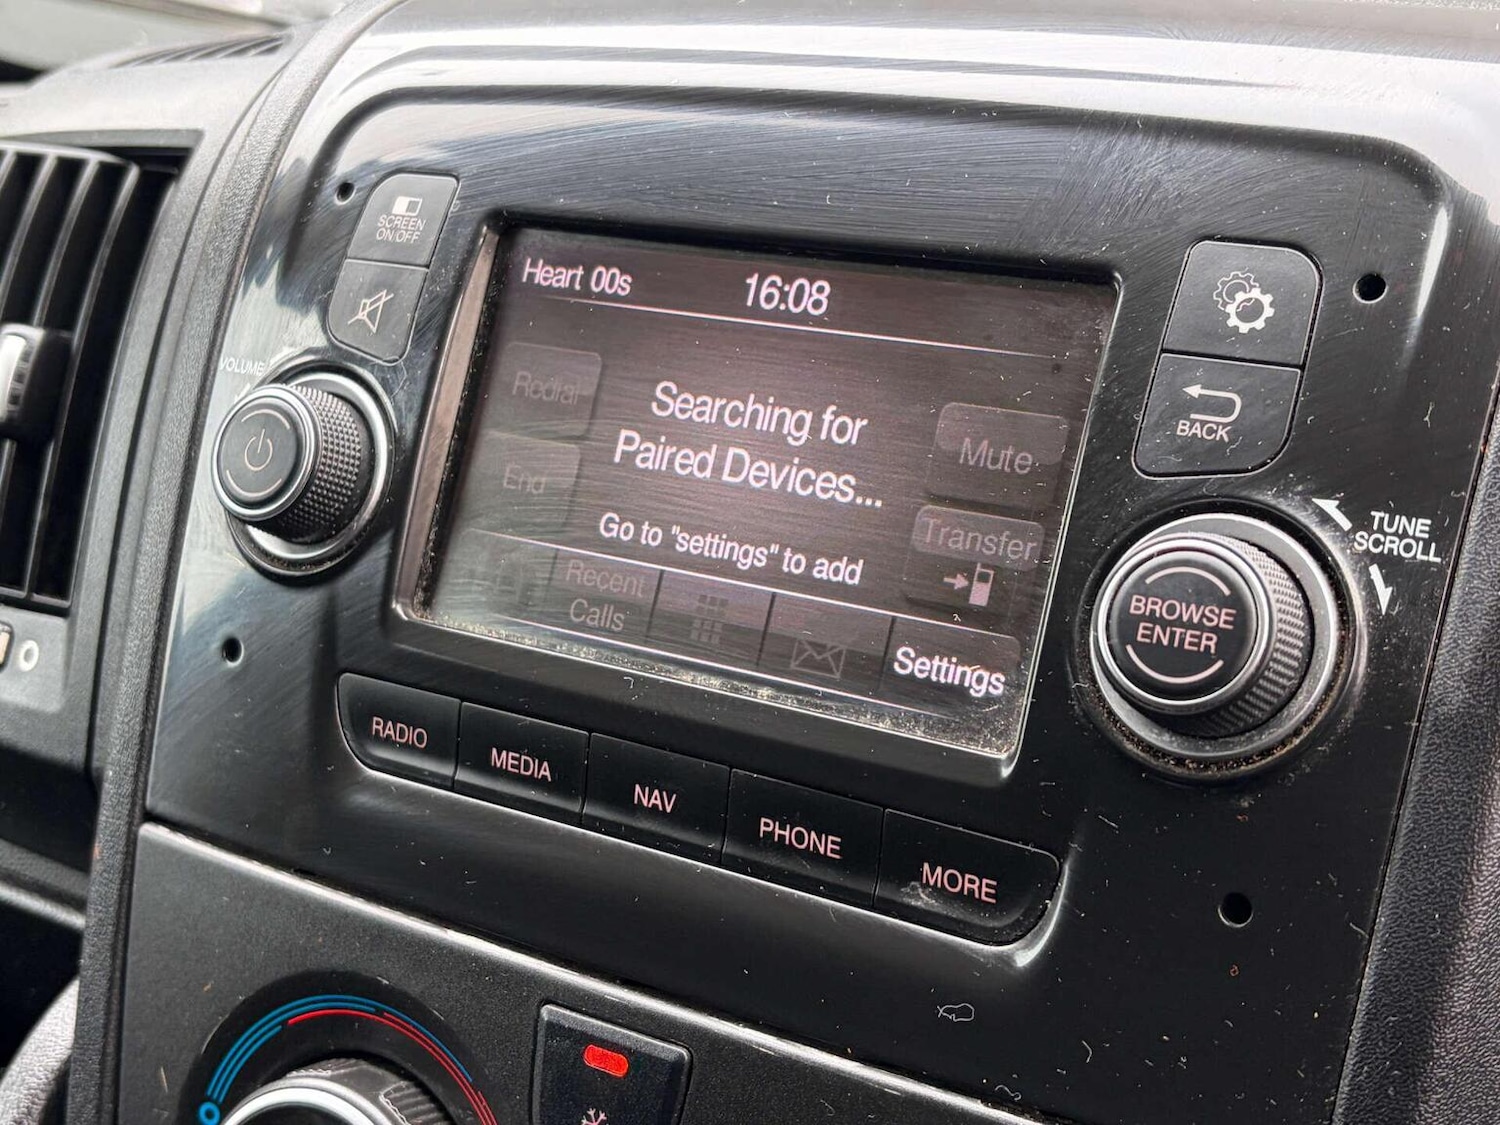 SCREEN
ON/OFF
VOLUME
Heart 00s
16:08
Redial
Searching for
Paired Devices...
Mute
End
Go to "settings" to add
Transfer
Recent
Calls
Settings
BACK
TUNE
SCROLL
BROWSE
ENTER
RADIO
MEDIA
NAV
PHONE
MORE
0